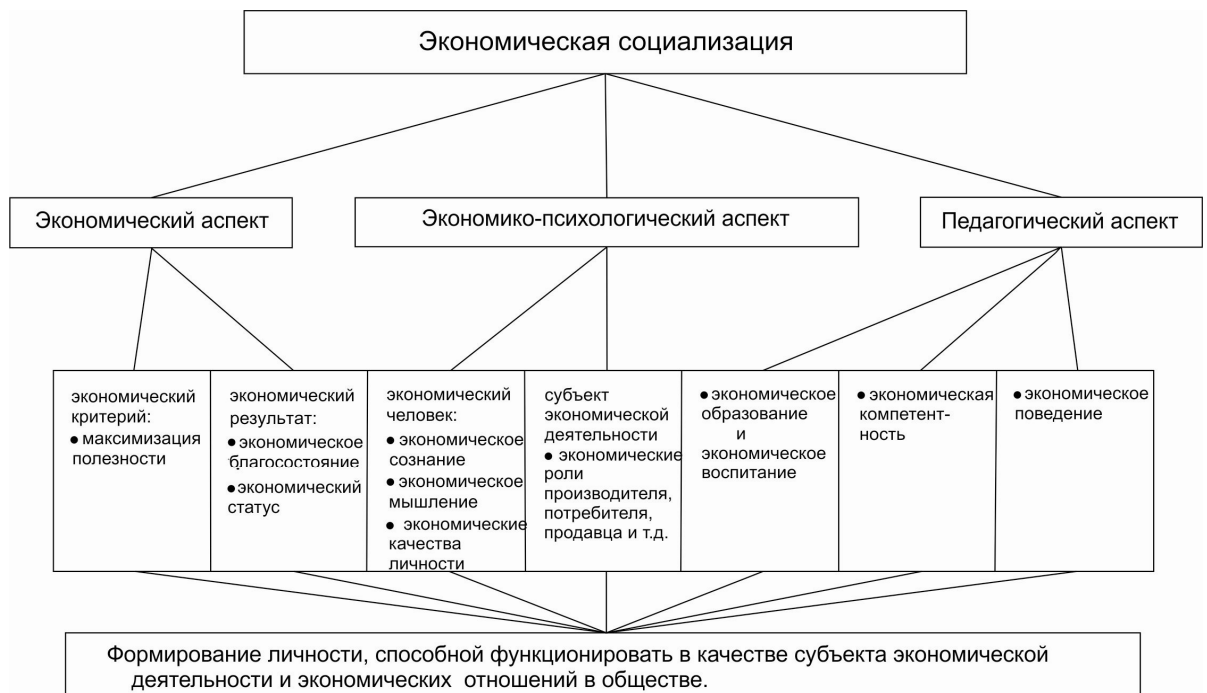 Экономическая социализация
Экономический аспект
Экономико-психологический аспект
Педагогический аспект
экономический
критерий:
● максимизация
полезности
экономический
результат:
● экономическое
благосостояние
● экономический
статус
экономический
человек:
● экономическое
сознание
● экономическое
мышление
● экономические
качества
личности
субъект
экономической
деятельности
● экономические
роли
производителя,
потребителя,
продавца и т.д.
● экономическое
образование
и
экономическое
воспитание
● экономическая
компетент-
ность
● экономическое
поведение
Формирование личности, способной функционировать в качестве субъекта экономической
деятельности и экономических отношений в обществе.